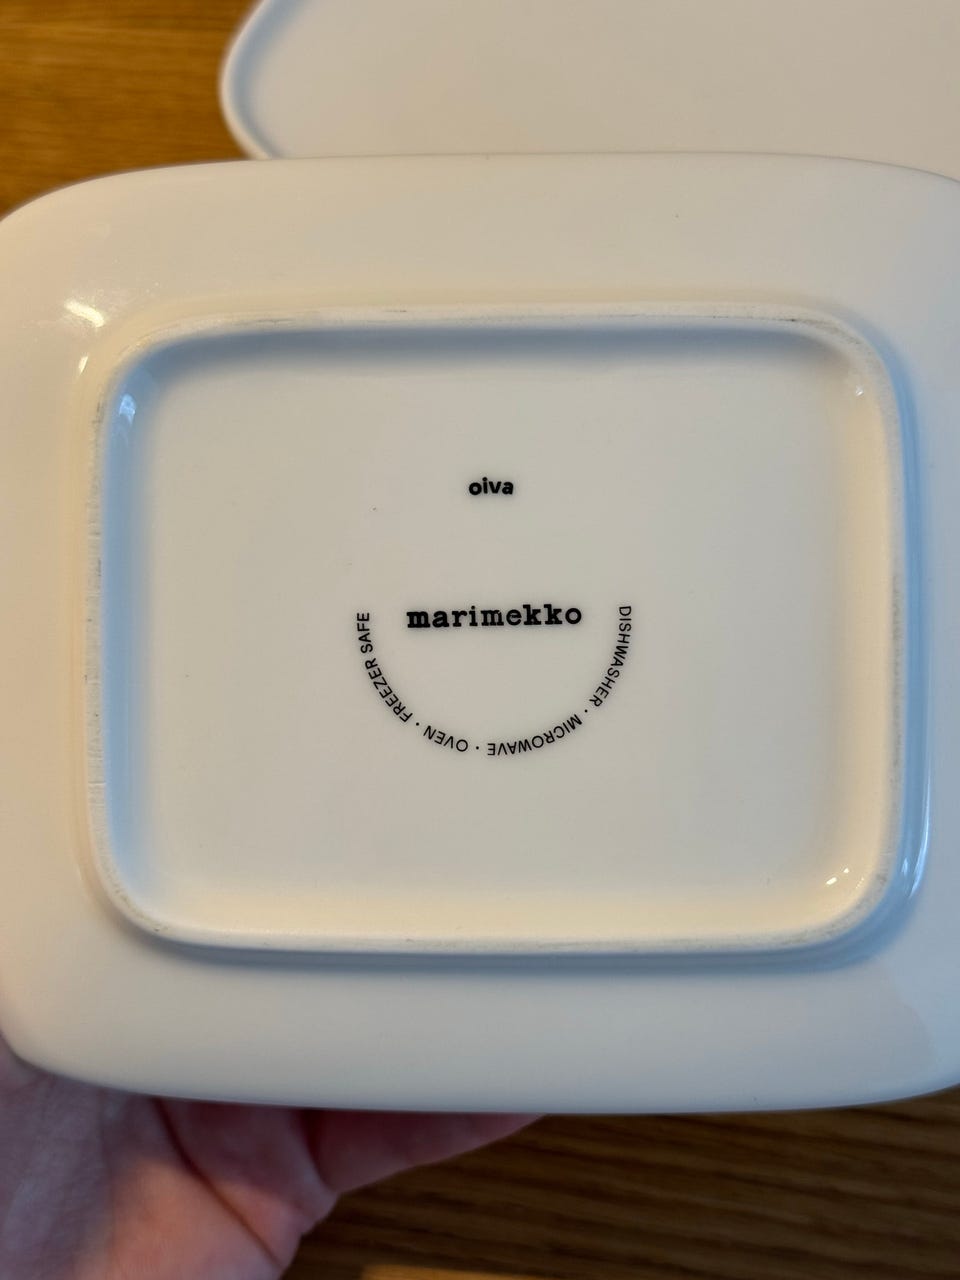 oiva
marimekko
DISHWASHER · MICROWAVE · OVEN · FREEZER SAFE